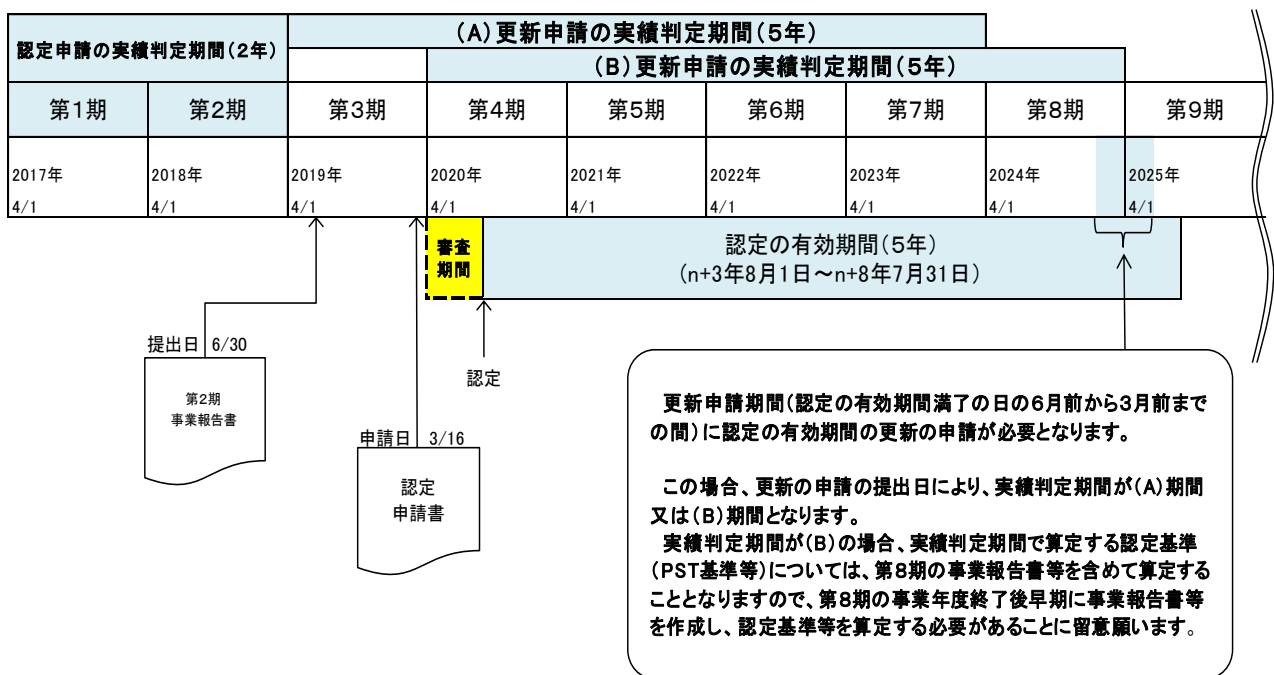 認定申請の実績判定期間(2年)
(A)更新申請の実績判定期間(5年)
(B)更新申請の実績判定期間(5年)
第1期 第2期 第3期 第4期 第5期 第6期 第7期 第8期 第9期
2017年 2018年 2019年 2020年 2021年 2022年 2023年 2024年 2025年
4/1 4/1 4/1 4/1 4/1 4/1 4/1 4/1 4/1
審査
期間
認定の有効期間(5年)
(n+3年8月1日～n+8年7月31日)
提出日 6/30
第2期
事業報告書
認定
申請日 3/16
認定
申請書
更新申請期間(認定の有効期間満了の日の6月前から3月前まで
の間)に認定の有効期間の更新の申請が必要となります。
この場合、更新の申請の提出日により、実績判定期間が(A)期間
又は(B)期間となります。
実績判定期間が(B)の場合、実績判定期間で算定する認定基準
(PST基準等)については、第8期の事業報告書等を含めて算定する
こととなりますので、第8期の事業年度終了後早期に事業報告書等
を作成し、認定基準等を算定する必要があることに留意願います。